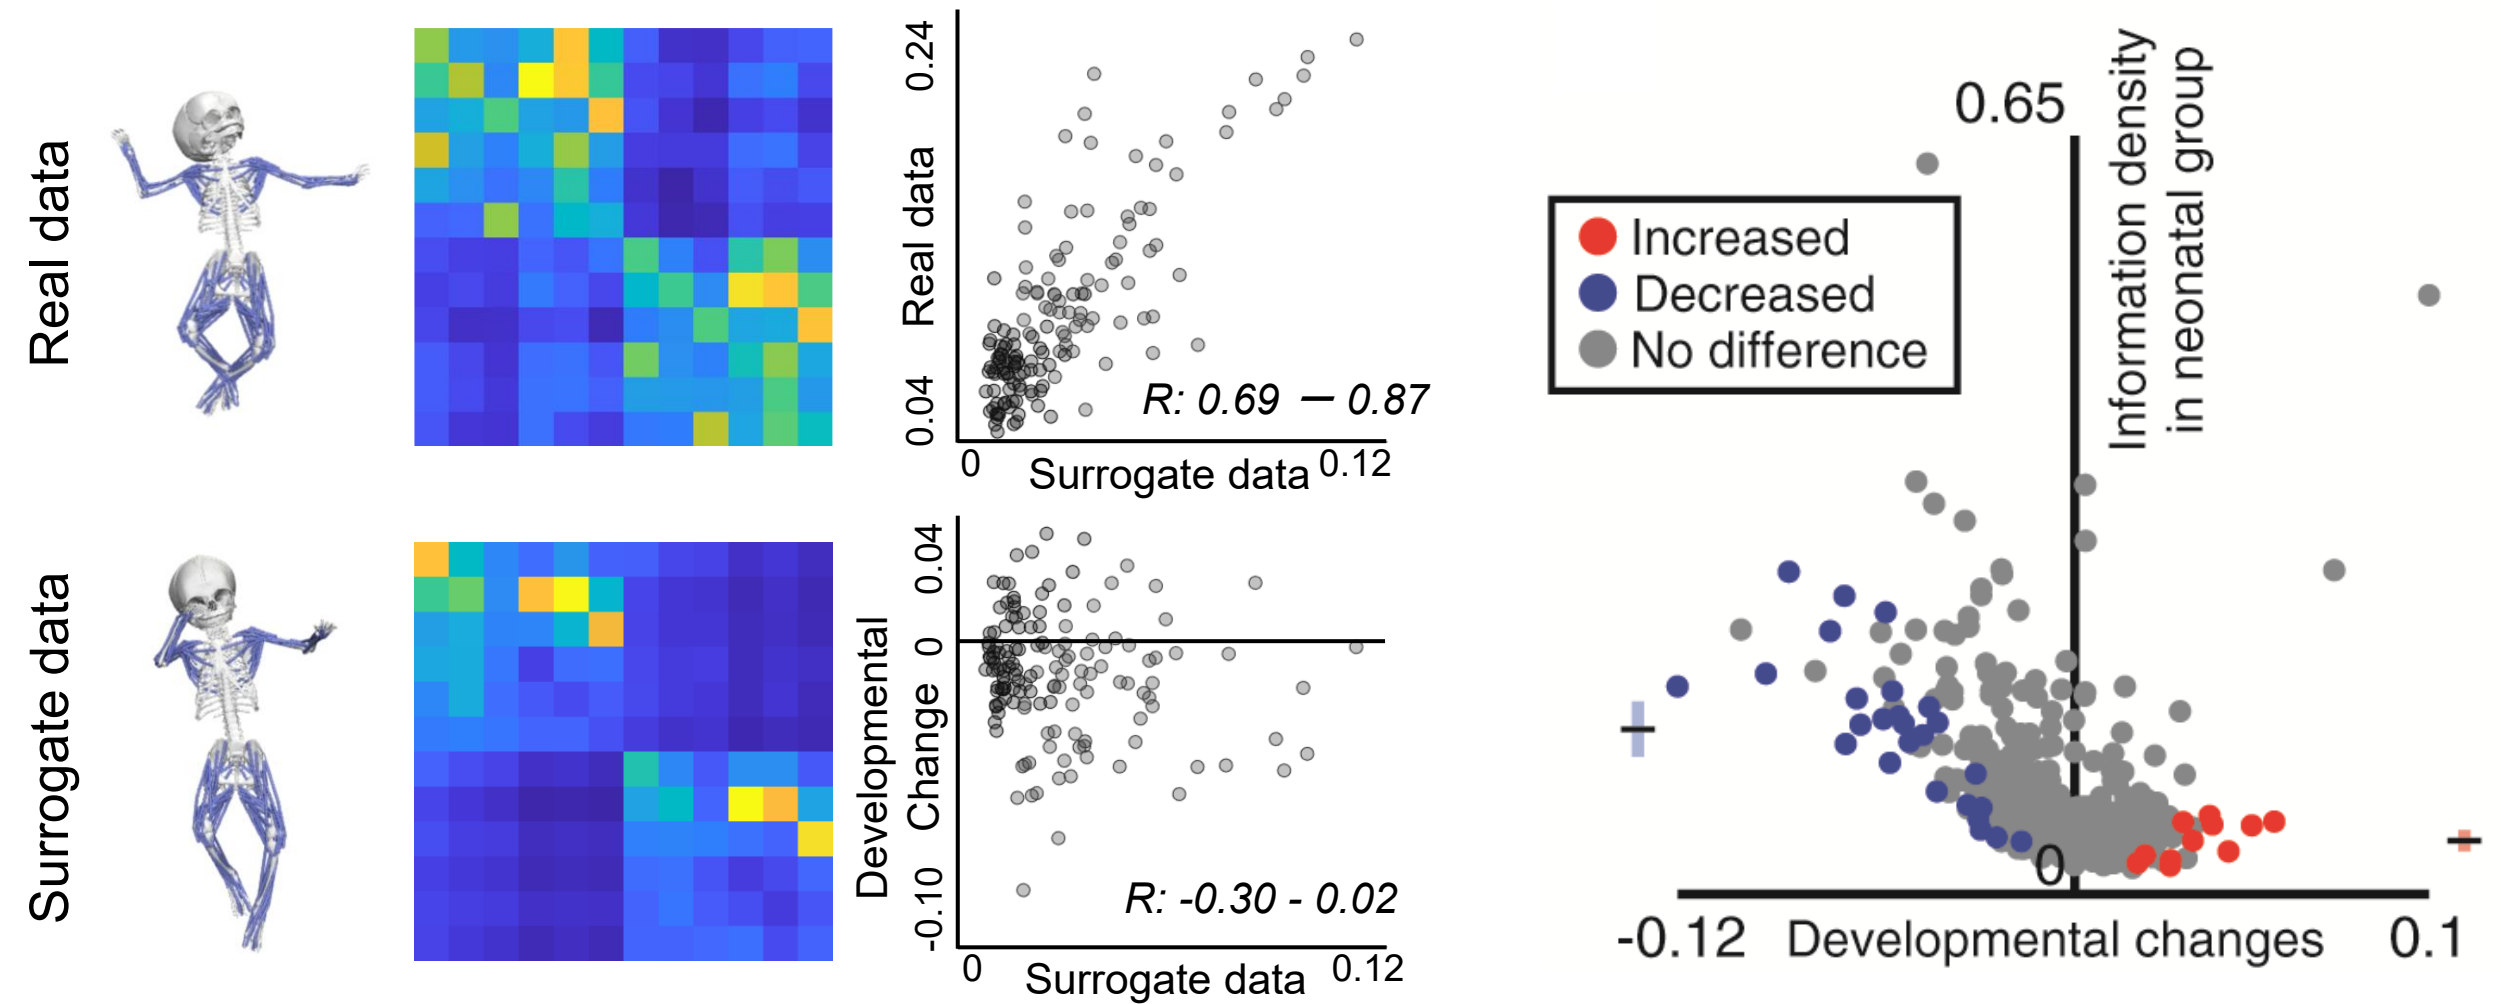 Real data
Surrogate data
0.24
Real data
0.04
R: 0.69 – 0.87
0
Surrogate data
0.12
0.04
0
-0.10
Developmental
Change
R: -0.30 - 0.02
0
Surrogate data
0.12
0.65
Information density
in neonatal group
Increased
Decreased
No difference
0
-0.12
Developmental changes
0.1